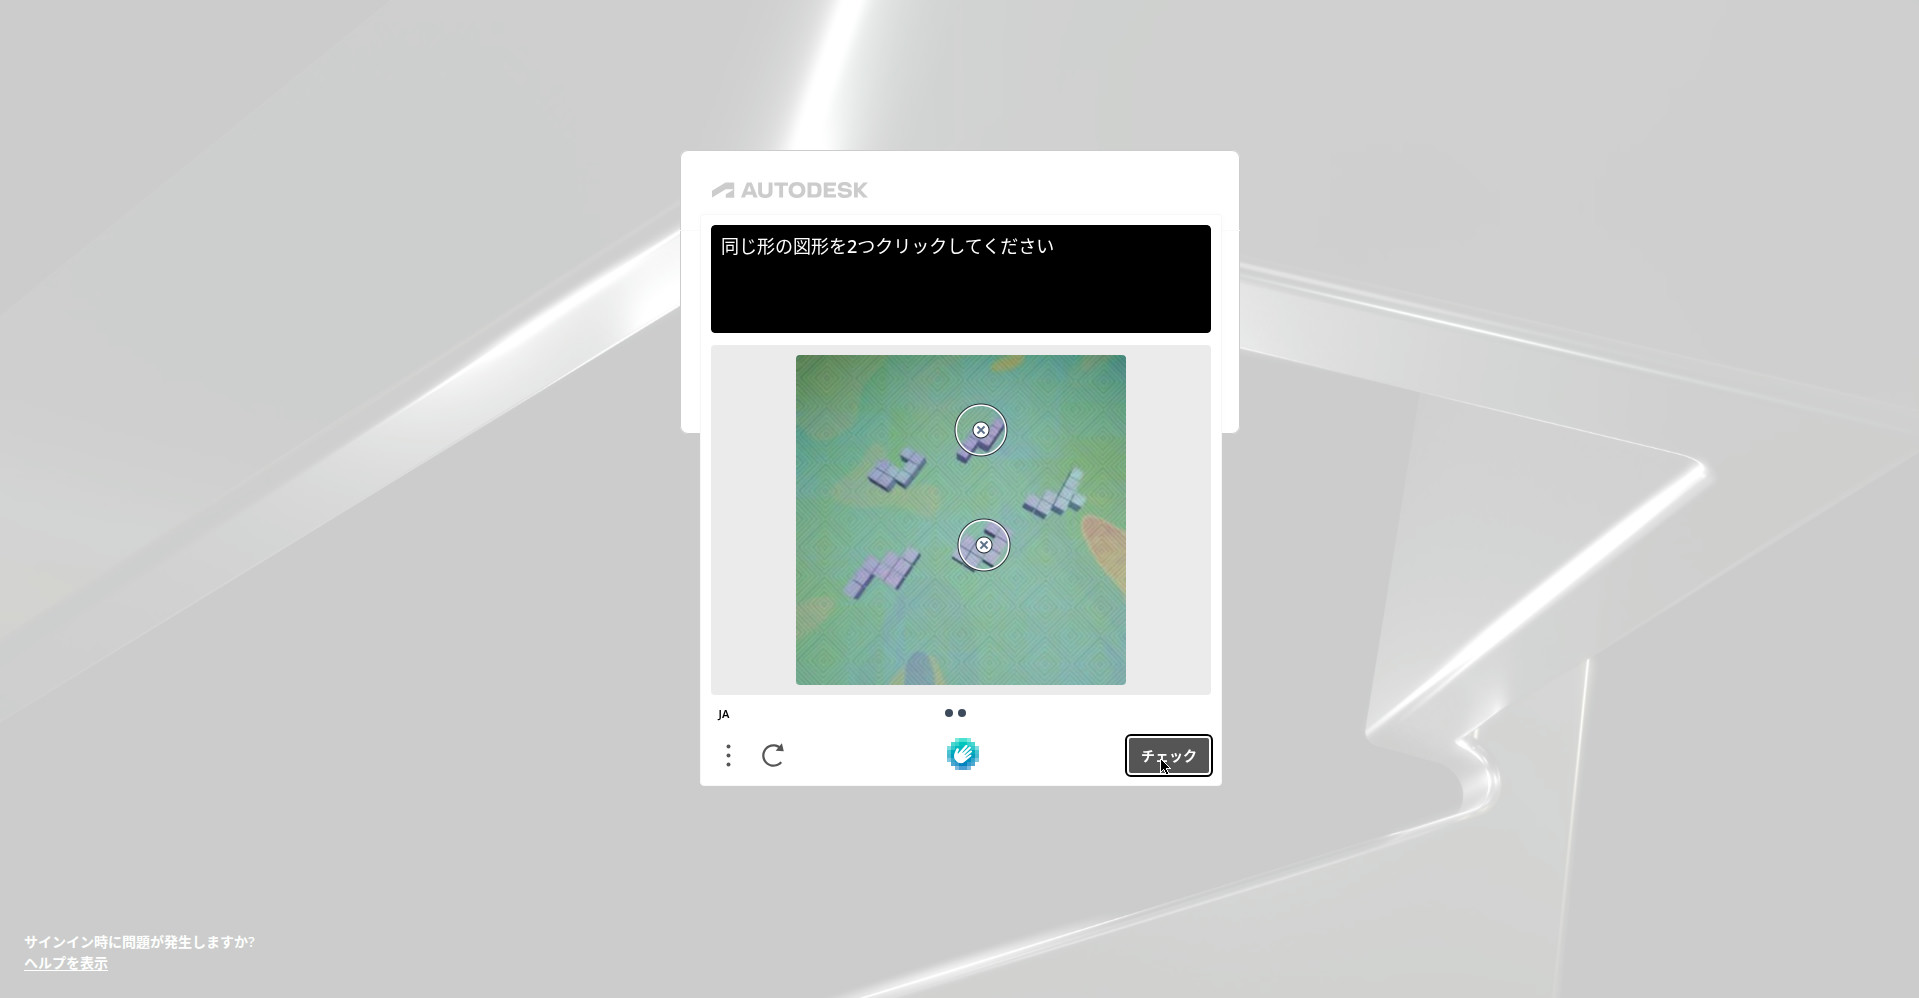 AUTODESK
同じ形の図形を2つクリックしてください
JA
チェック
サインイン時に問題が発生しますか?
ヘルプを表示